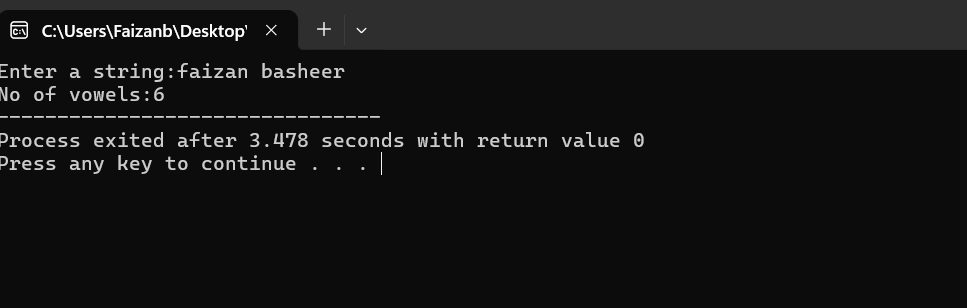 C:\Users\Faizanb\Desktop\
Enter a string:faizan basheer
No of vowels:6
--------------------------------
Process exited after 3.478 seconds with return value 0
Press any key to continue . . .